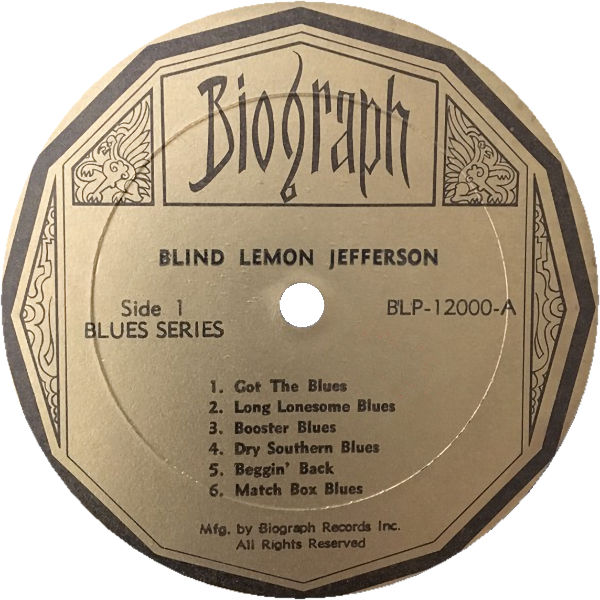 Biograph
BLIND LEMON JEFFERSON
Side 1
BLUES SERIES
BLP-12000-A
1. Got The Blues
2. Long Lonesome Blues
3. Booster Blues
4. Dry Southern Blues
5. Beggin' Back
6. Match Box Blues
Mfg. by Biograph Records Inc.
All Rights Reserved